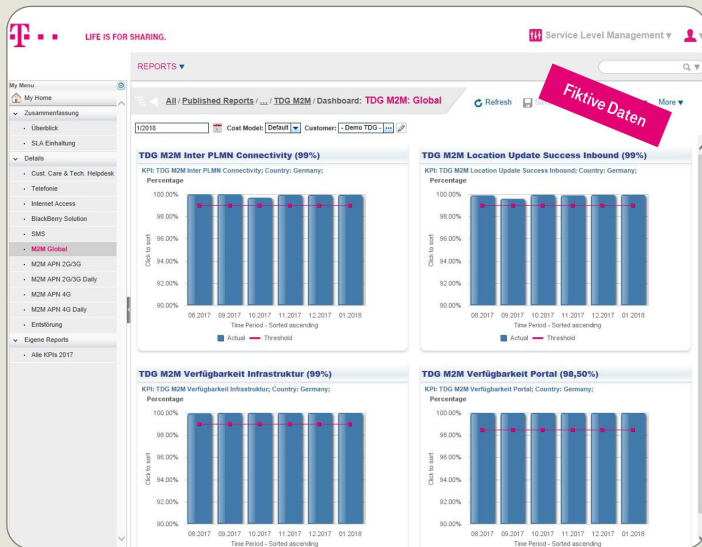 T
LIFE IS FOR SHARING.
Service Level Management
REPORTS
My Menu
My Home
Zusammenfassung
Überblick
SLA Einhaltung
Details
Cust. Care & Tech. Helpdesk
Telefonie
Internet Access
BlackBerry Solution
SMS
M2M Global
M2M APN 2G/3G
M2M APN 2G/3G Daily
M2M APN 4G
M2M APN 4G Daily
Entstörung
Eigene Reports
Alle KPIs 2017
All / Published Reports / ... / TDG M2M / Dashboard: TDG M2M: Global
Refresh
More
Fiktive Daten
1/2018 Cost Model: Default Customer: - Demo TDG - ...
TDG M2M Inter PLMN Connectivity (99%)
KPI: TDG M2M Inter PLMN Connectivity; Country: Germany;
Percentage
100.00%
98.00%
96.00%
94.00%
92.00%
90.00%
Click to sort
08.2017 09.2017 10.2017 11.2017 12.2017 01.2018
Time Period - Sorted ascending
Actual Threshold
TDG M2M Location Update Success Inbound (99%)
KPI: TDG M2M Location Update Success Inbound; Country: Germany;
Percentage
100.00%
98.00%
96.00%
94.00%
92.00%
90.00%
Click to sort
08.2017 09.2017 10.2017 11.2017 12.2017 01.2018
Time Period - Sorted ascending
Actual Threshold
TDG M2M Verfügbarkeit Infrastruktur (99%)
KPI: TDG M2M Verfügbarkeit Infrastruktur; Country: Germany;
Percentage
100.00%
98.00%
96.00%
94.00%
92.00%
90.00%
Click to sort
08.2017 09.2017 10.2017 11.2017 12.2017 01.2018
Time Period - Sorted ascending
TDG M2M Verfügbarkeit Portal (98,50%)
KPI: TDG M2M Verfügbarkeit Portal; Country: Germany;
Percentage
100.00%
98.00%
96.00%
94.00%
92.00%
90.00%
Click to sort
08.2017 09.2017 10.2017 11.2017 12.2017 01.2018
Time Period - Sorted ascending